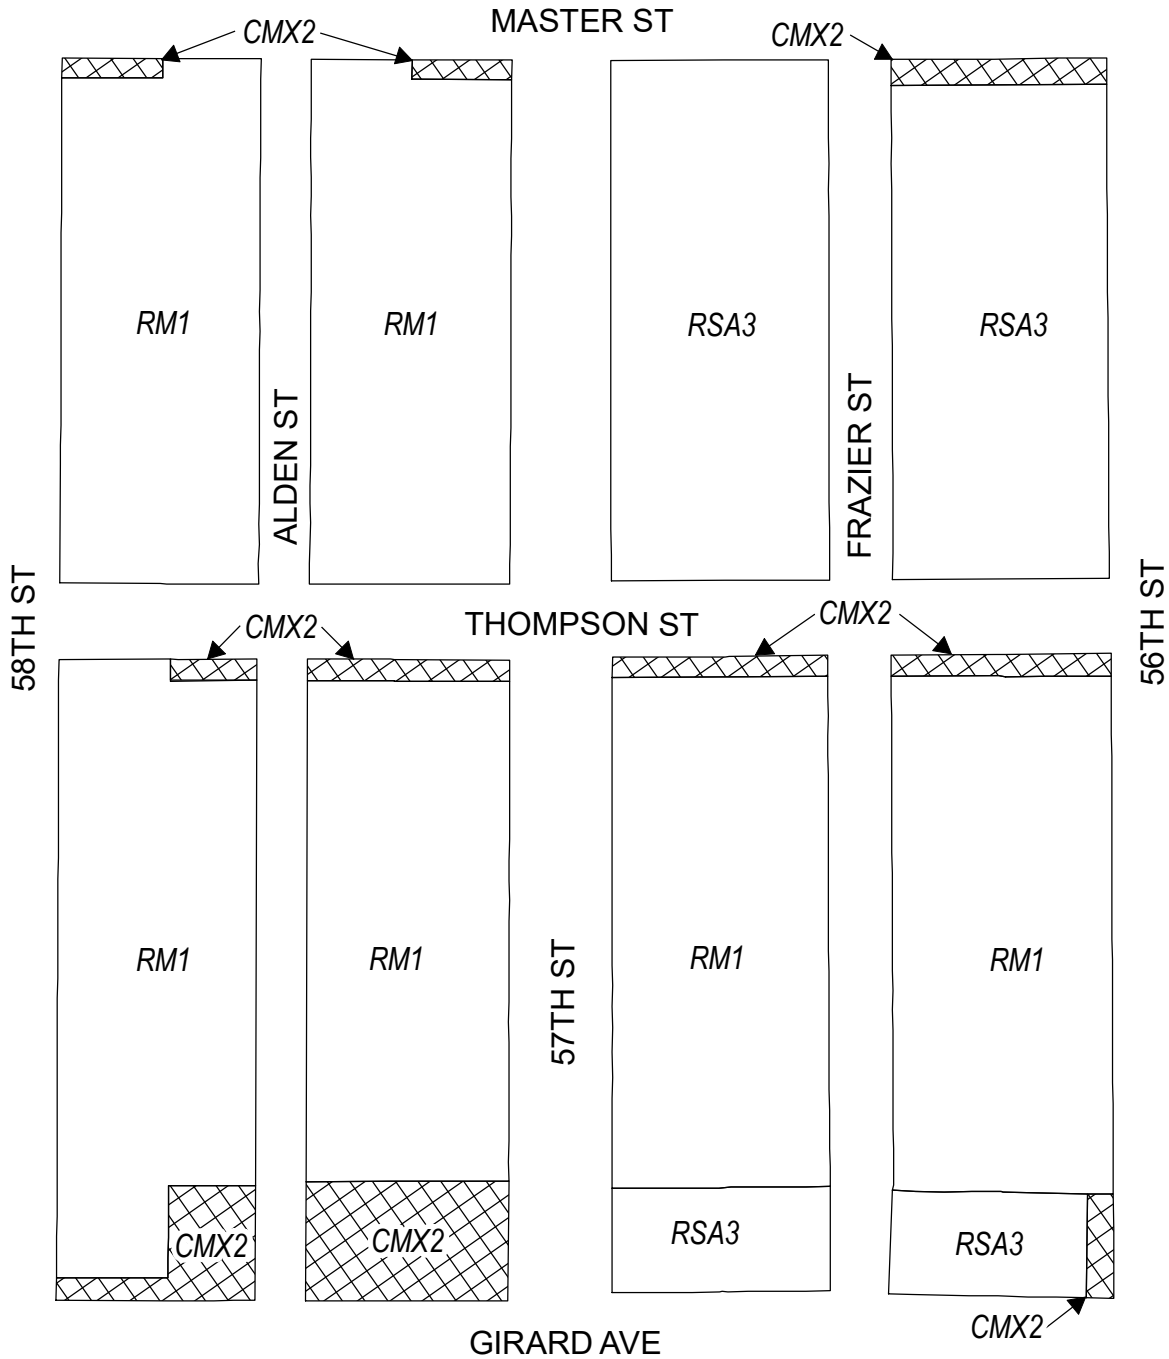 MASTER ST
CMX2
CMX2
RM1
RM1
RSA3
RSA3
ALDEN ST
FRAZIER ST
58TH ST
56TH ST
CMX2
THOMPSON ST
CMX2
RM1
RM1
RM1
RM1
57TH ST
CMX2
CMX2
RSA3
RSA3
CMX2
GIRARD AVE